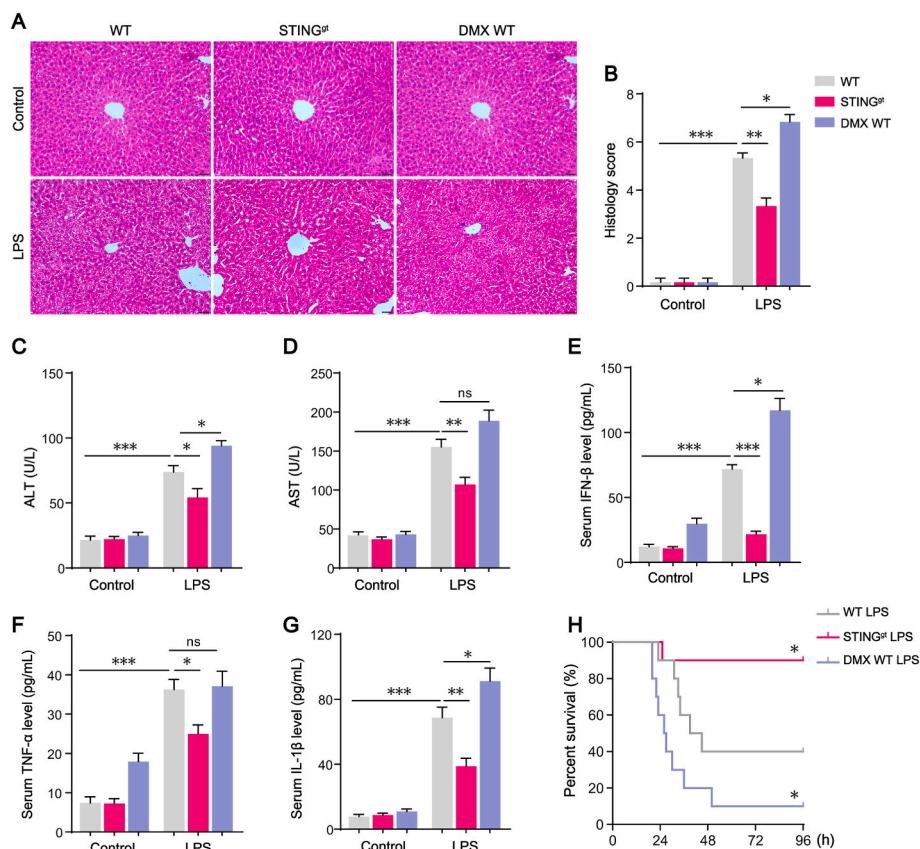 A
WT
STINGgt
DMX WT
Control
LPS
B
WT
STINGgt
DMX WT
Histology score
8
6
4
2
0
***
**
*
Control
LPS
C
ALT (U/L)
150
100
50
0
***
*
*
Control
LPS
D
AST (U/L)
250
200
150
100
50
0
***
**
ns
Control
LPS
E
Serum IFN-β level (pg/mL)
150
100
50
0
***
***
*
Control
LPS
F
Serum TNF-α level (pg/mL)
50
40
30
20
10
0
***
*
ns
Control
LPS
G
Serum IL-1β level (pg/mL)
120
90
60
30
0
***
**
*
Control
LPS
H
WT LPS
STINGgt LPS
DMX WT LPS
Percent survival (%)
100
80
60
40
20
0
*
*
0 24 48 72 96 (h)